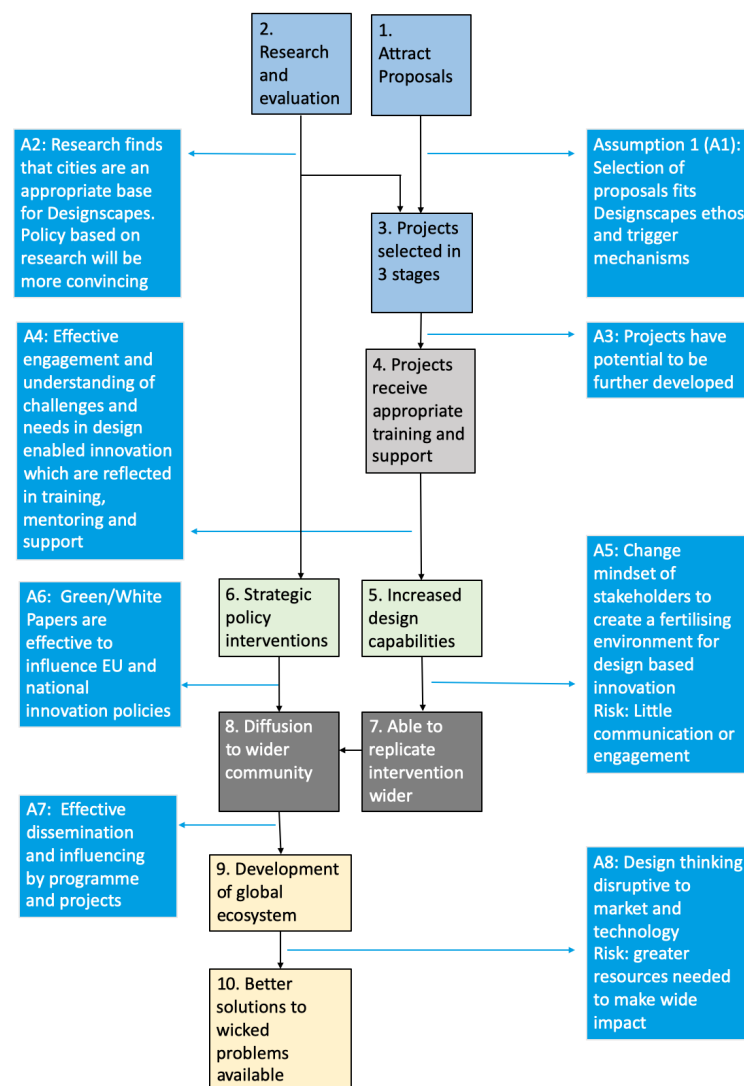 2.
Research
and
evaluation
1.
Attract
Proposals
A2: Research finds
that cities are an
appropriate base
for Designscapes.
Policy based on
research will be
more convincing
Assumption 1 (A1):
Selection of
proposals fits
Designscapes ethos
and trigger
mechanisms
3. Projects
selected in
3 stages
A4: Effective
engagement and
understanding of
challenges and
needs in design
enabled innovation
which are reflected
in training,
mentoring and
support
A3: Projects have
potential to be
further developed
4. Projects
receive
appropriate
training and
support
A5: Change
mindset of
stakeholders to
create a fertilising
environment for
design based
innovation
Risk: Little
communication or
engagement
6. Strategic
policy
interventions
5. Increased
design
capabilities
A6:  Green/White
Papers are
effective to
influence EU and
national
innovation policies
8. Diffusion
to wider
community
7. Able to
replicate
intervention
wider
A7:  Effective
dissemination
and influencing
by programme
and projects
9. Development
of global
ecosystem
A8: Design thinking
disruptive to
market and
technology
Risk: greater
resources needed
to make wide
impact
10. Better
solutions to
wicked
problems
available